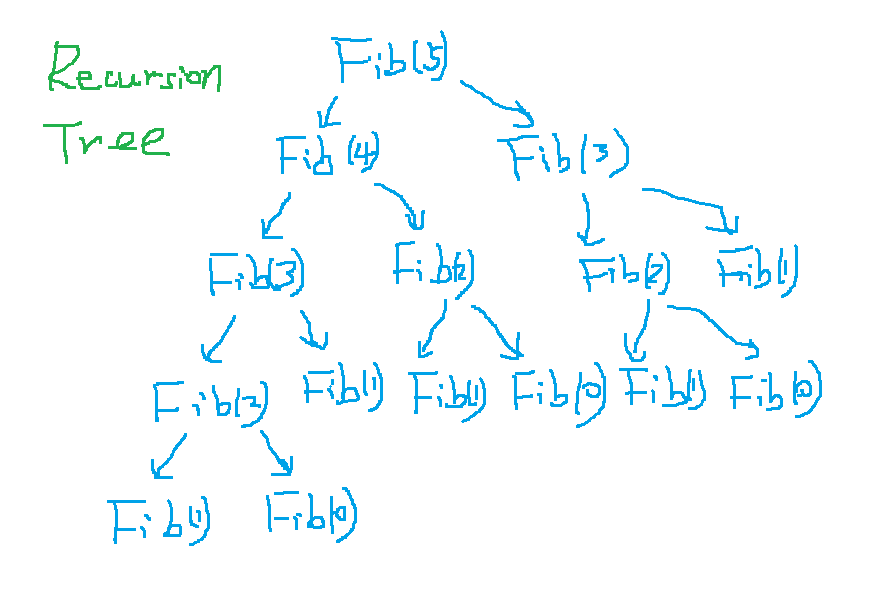 Recursion
Tree
Fib(5)
Fib(4) Fib(3)
Fib(3) Fib(2) Fib(2) Fib(1)
Fib(2) Fib(1) Fib(1) Fib(0) Fib(1) Fib(0)
Fib(1) Fib(0)